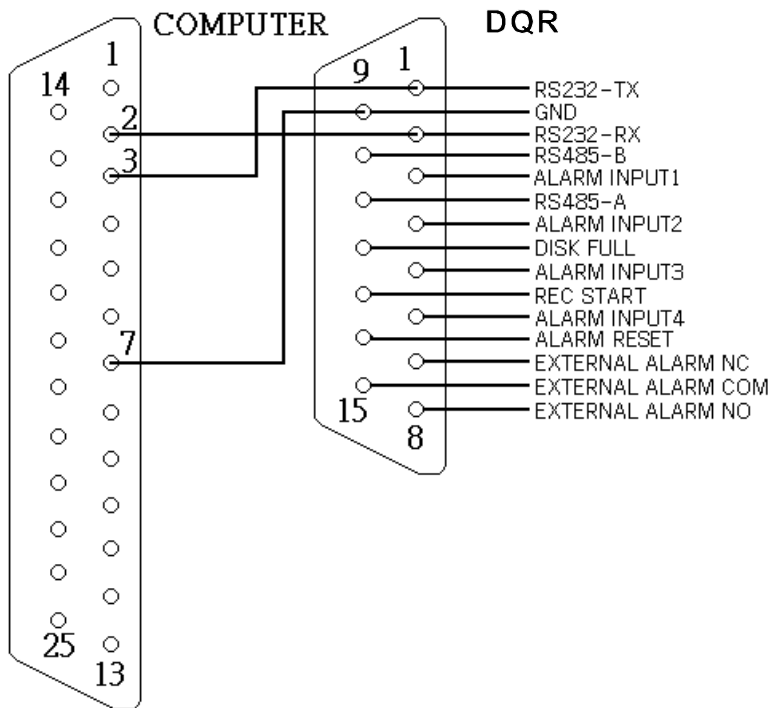 COMPUTER
DQR
1
14
2
3
7
25
13
9
1
15
8
RS232-TX
GND
RS232-RX
RS485-B
ALARM INPUT1
RS485-A
ALARM INPUT2
DISK FULL
ALARM INPUT3
REC START
ALARM INPUT4
ALARM RESET
EXTERNAL ALARM NC
EXTERNAL ALARM COM
EXTERNAL ALARM NO